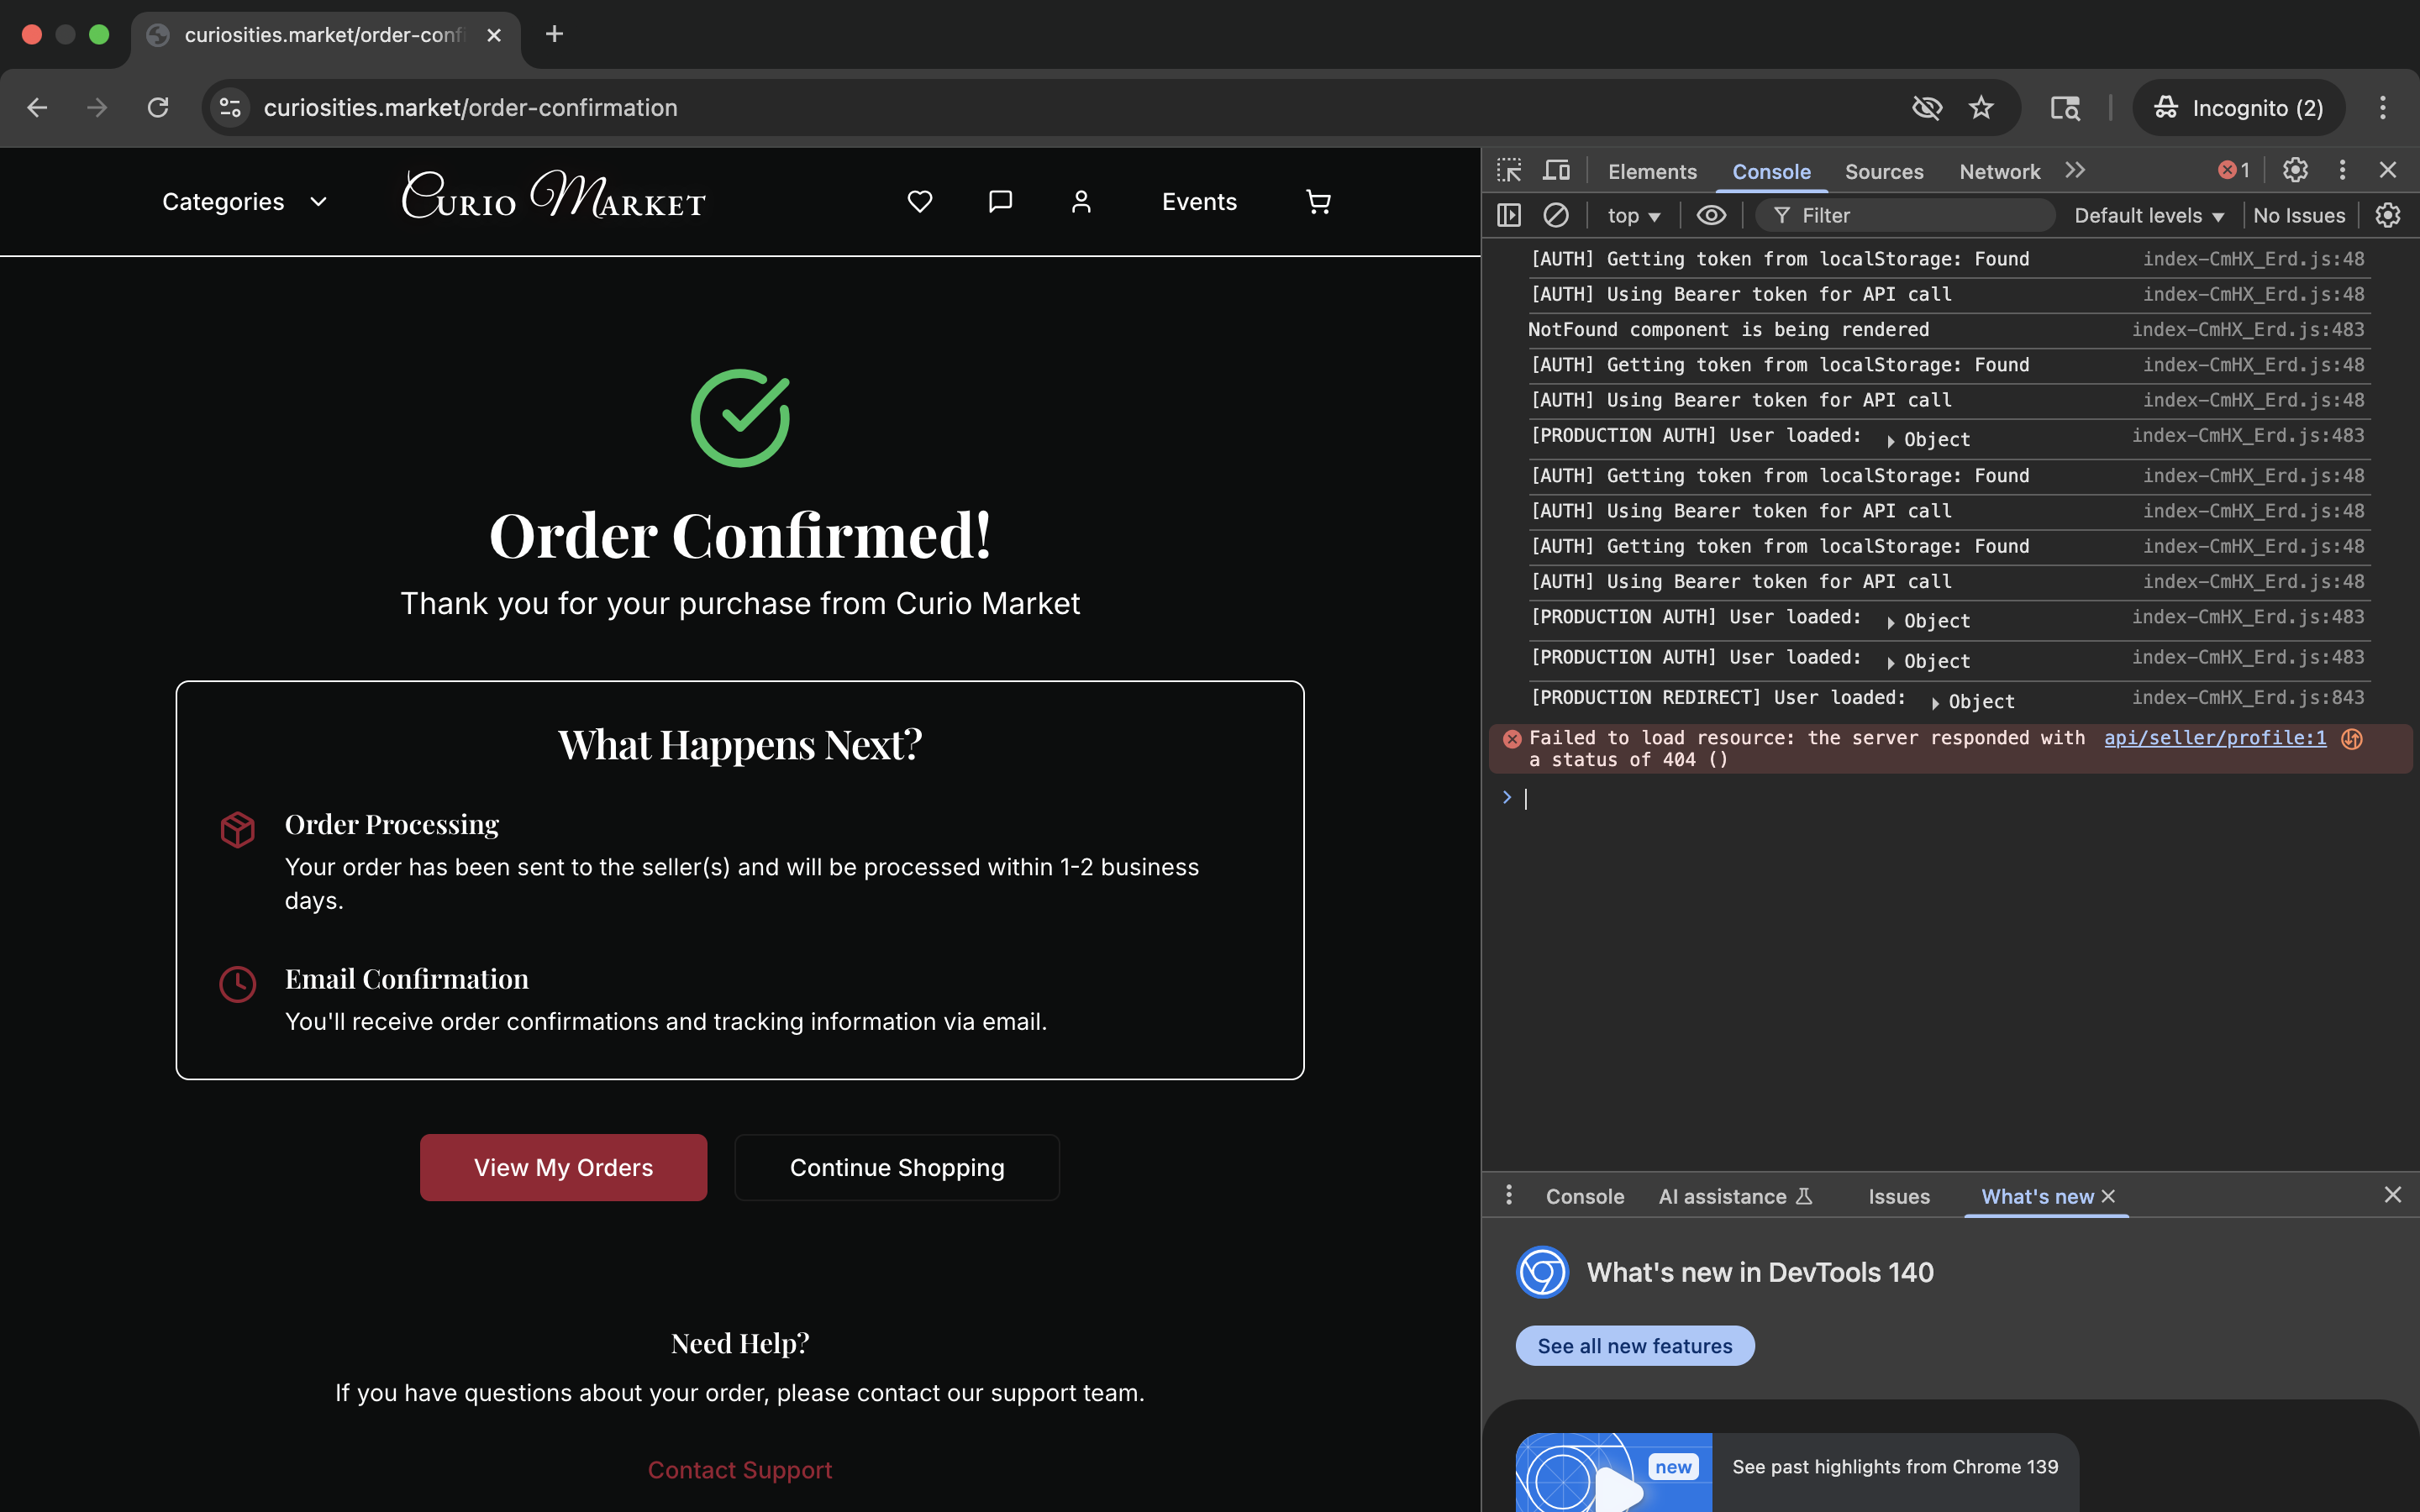 curiosities.market/order-confi
curiosities.market/order-confirmation
Incognito (2)
Categories
Curio Market
Events
Order Confirmed!
Thank you for your purchase from Curio Market
What Happens Next?
Order Processing
Your order has been sent to the seller(s) and will be processed within 1-2 business
days.
Email Confirmation
You'll receive order confirmations and tracking information via email.
View My Orders
Continue Shopping
Need Help?
If you have questions about your order, please contact our support team.
Contact Support
Elements Console Sources Network 1
top Filter Default levels No Issues
[AUTH] Getting token from localStorage: Found index-CmHX_Erd.js:48
[AUTH] Using Bearer token for API call index-CmHX_Erd.js:48
NotFound component is being rendered index-CmHX_Erd.js:483
[AUTH] Getting token from localStorage: Found index-CmHX_Erd.js:48
[AUTH] Using Bearer token for API call index-CmHX_Erd.js:48
[PRODUCTION AUTH] User loaded: Object index-CmHX_Erd.js:483
[AUTH] Getting token from localStorage: Found index-CmHX_Erd.js:48
[AUTH] Using Bearer token for API call index-CmHX_Erd.js:48
[AUTH] Getting token from localStorage: Found index-CmHX_Erd.js:48
[AUTH] Using Bearer token for API call index-CmHX_Erd.js:48
[PRODUCTION AUTH] User loaded: Object index-CmHX_Erd.js:483
[PRODUCTION AUTH] User loaded: Object index-CmHX_Erd.js:483
[PRODUCTION REDIRECT] User loaded: Object index-CmHX_Erd.js:843
Failed to load resource: the server responded with api/seller/profile:1
a status of 404 ()
Console AI assistance Issues What's new
What's new in DevTools 140
See all new features
new
See past highlights from Chrome 139